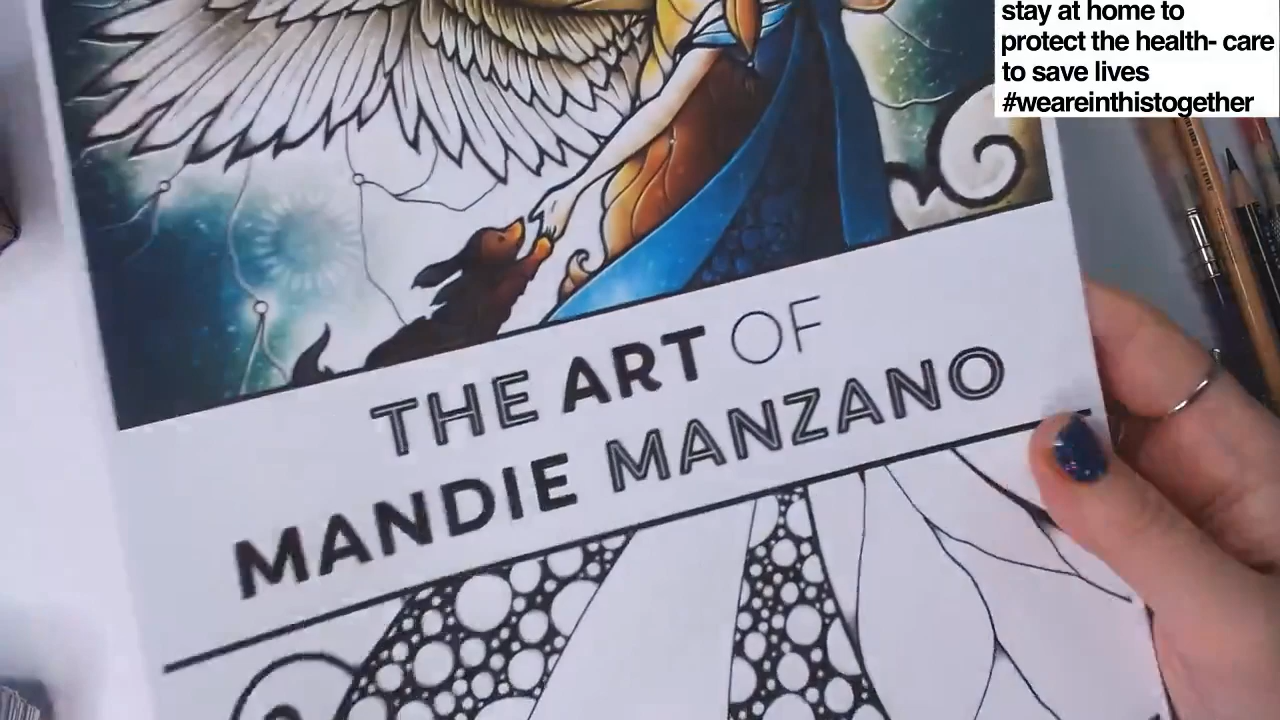 stay at home to
protect the health- care
to save lives
#weareinthistogether
THE ART OF
MANDIE MANZANO